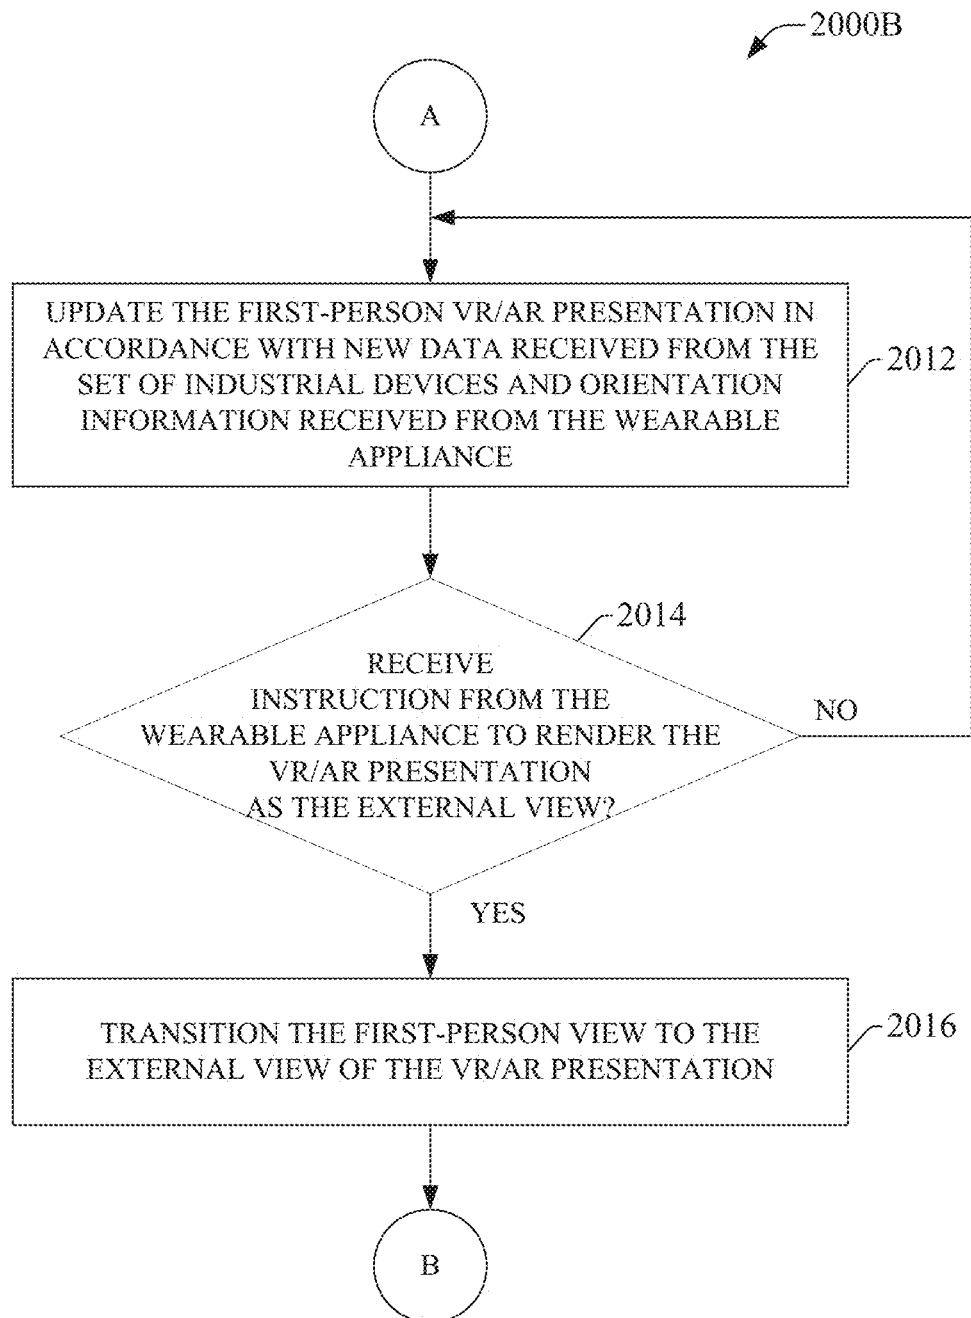 2000B
A
UPDATE THE FIRST-PERSON VR/AR PRESENTATION IN
ACCORDANCE WITH NEW DATA RECEIVED FROM THE
SET OF INDUSTRIAL DEVICES AND ORIENTATION
INFORMATION RECEIVED FROM THE WEARABLE
APPLIANCE
2012
2014
RECEIVE
INSTRUCTION FROM THE
WEARABLE APPLIANCE TO RENDER THE
VR/AR PRESENTATION
AS THE EXTERNAL VIEW?
NO
YES
TRANSITION THE FIRST-PERSON VIEW TO THE
EXTERNAL VIEW OF THE VR/AR PRESENTATION
2016
B